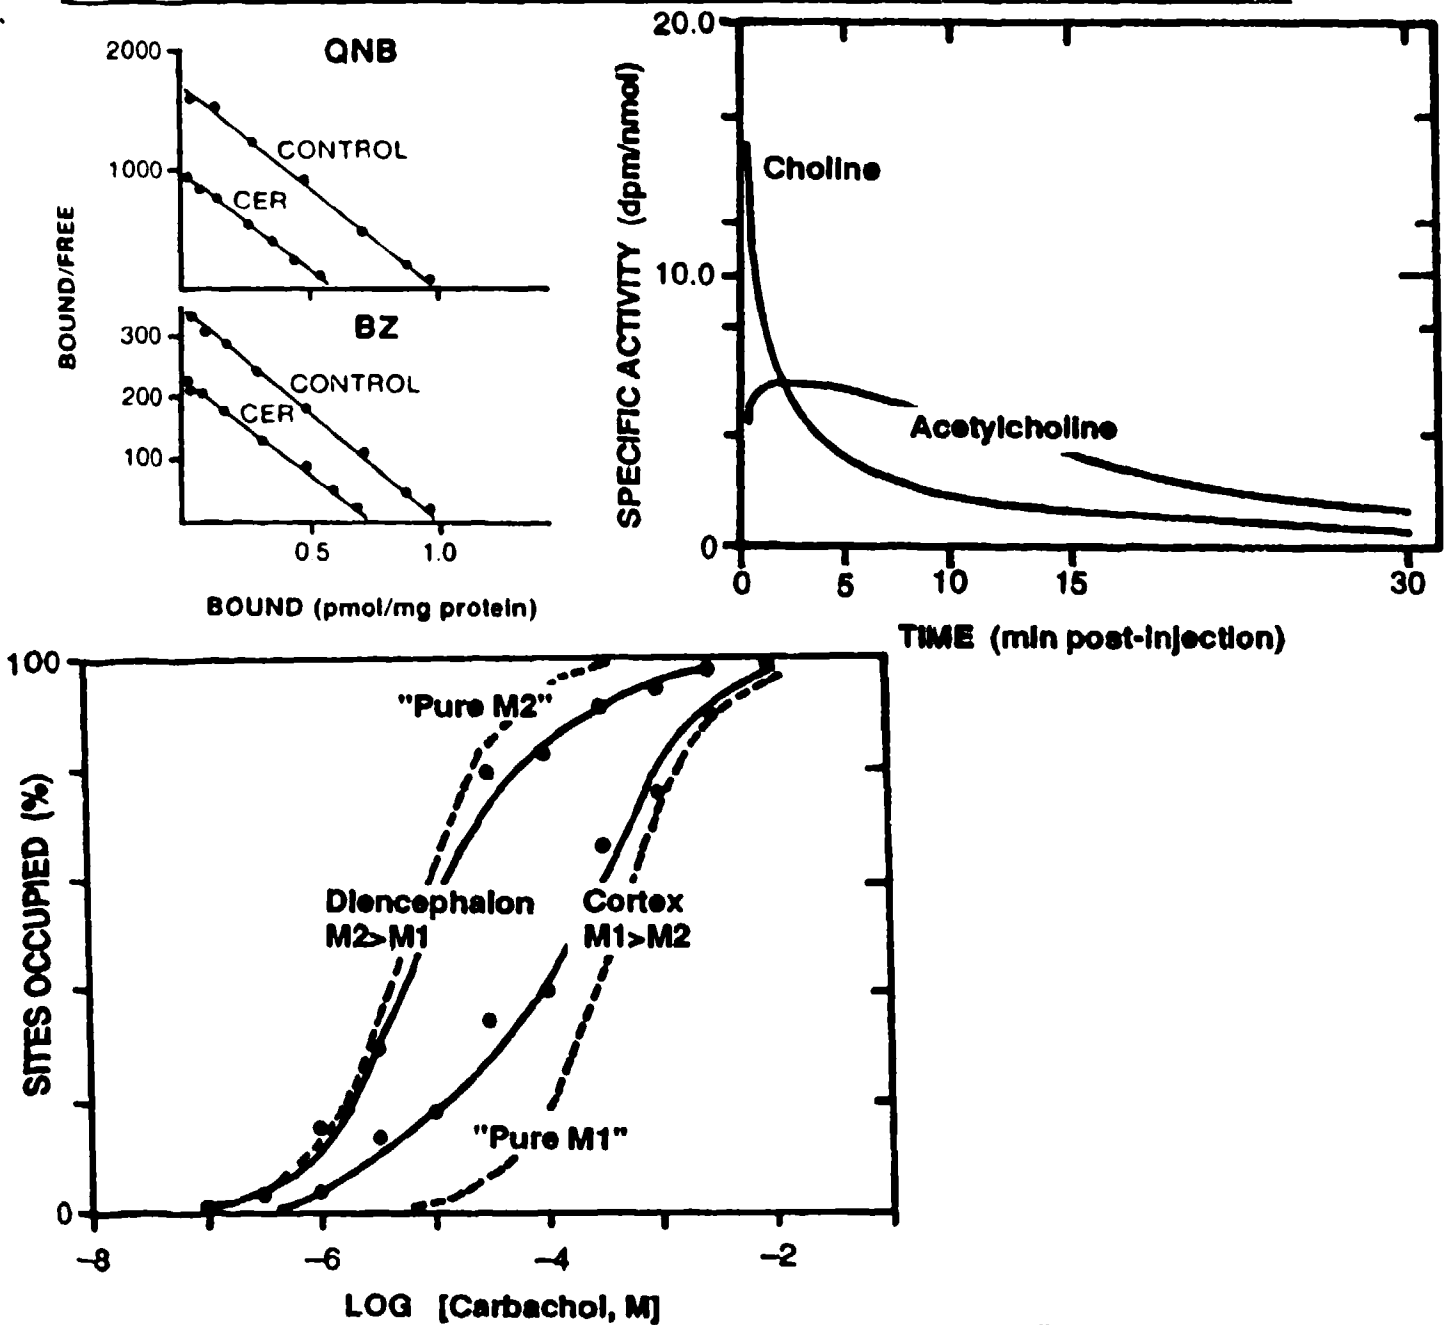 QNB
2000
1000
CONTROL
CER
BOUND/FREE
BZ
300
200
100
CONTROL
CER
0 5
1.0
BOUND (pmol/mg protein)
20.0
10.0
0
SPECIFIC ACTIVITY (dpm/nmol)
Choline
Acetylcholine
0
5
10
15
30
TIME (min post-injection)
100
0
SITES OCCUPIED (%)
"Pure M2"
Diencephalon
M2>M1
Cortex
M1>M2
"Pure M1"
-8
-6
-4
-2
LOG [Carbachol, M]